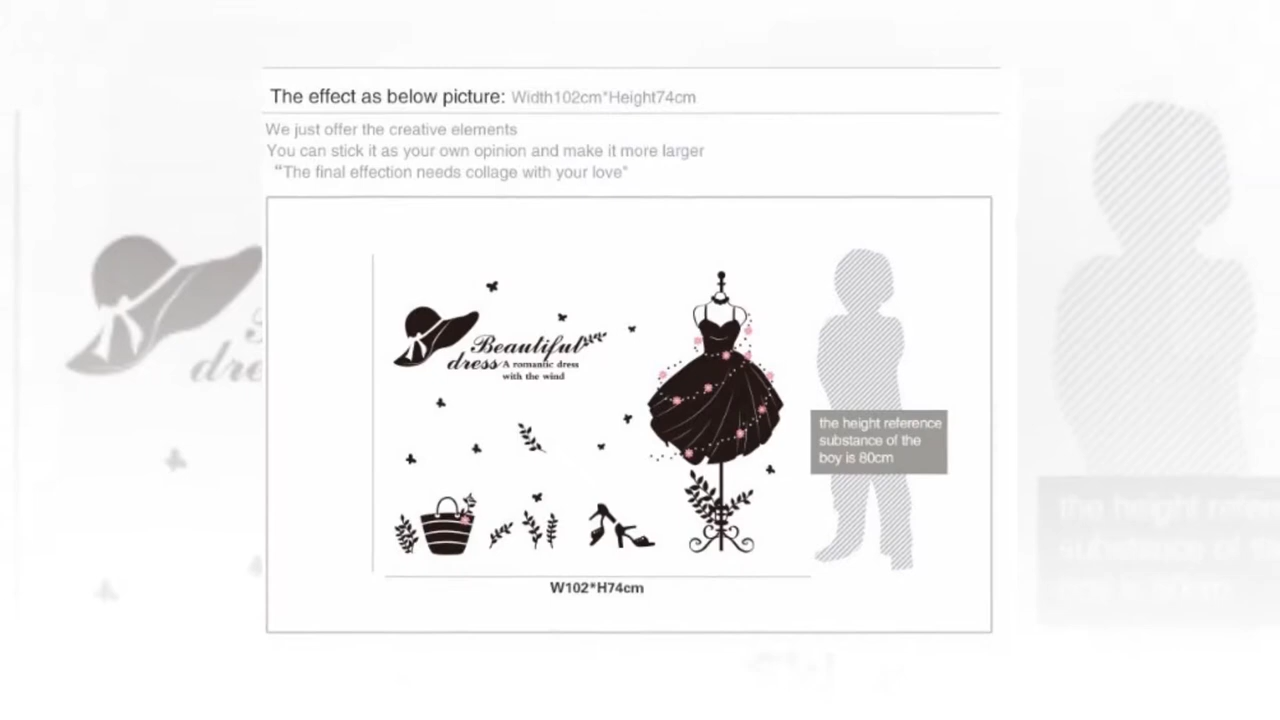 The effect as below picture: Width102cm*Height74cm
We just offer the creative elements
You can stick it as your own opinion and make it more larger
“The final effection needs collage with your love"
Beautiful
dress A romantic dress
with the wind
the height reference
substance of the
boy is 80cm
W102*H74cm